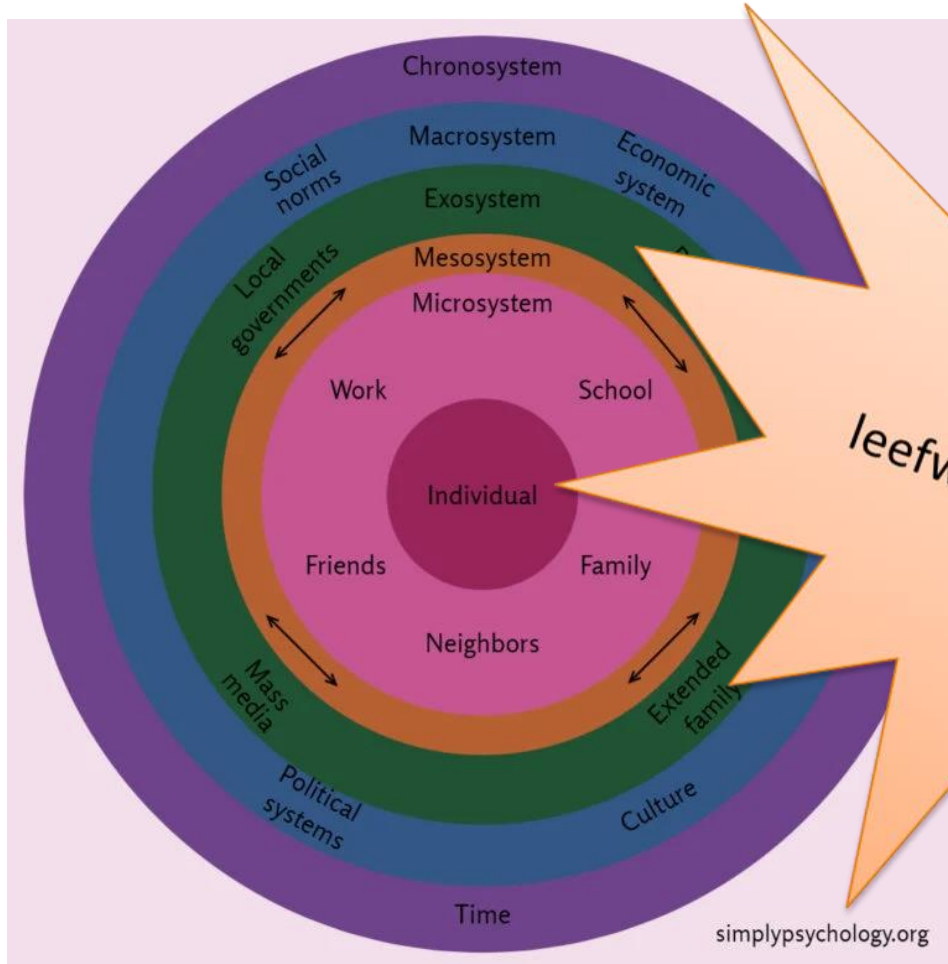 Chronosystem
Macrosystem
Social
norms
Economic
system
Exosystem
Local
governments
Mesosystem
Microsystem
Work
School
leefw
Individual
Friends
Family
Neighbors
Mass
media
Extended
family
Political
systems
Culture
Time
simplypsychology.org